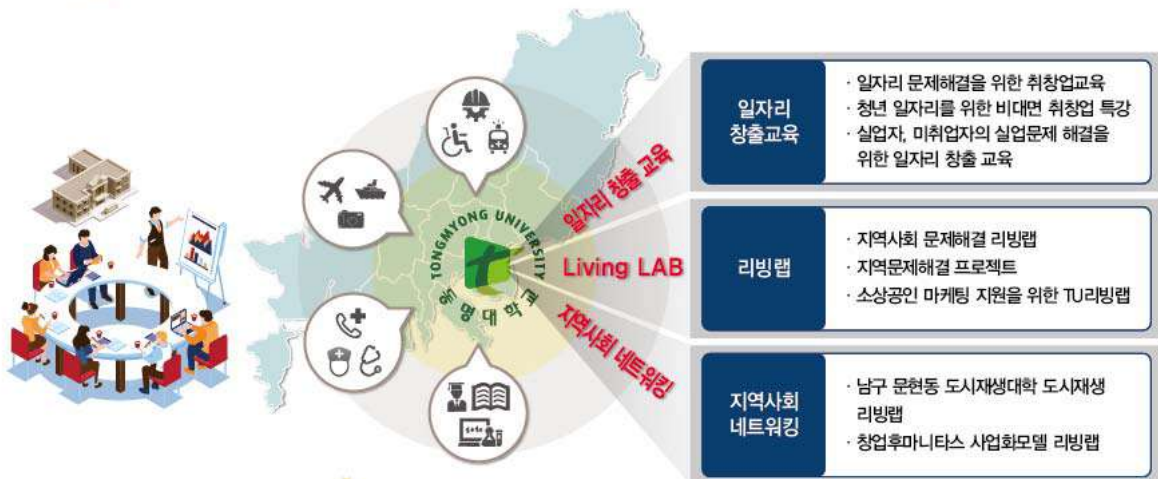 TONGMYONG UNIVERSITY
동명대학교
일자리 창출 교육
Living LAB
지역사회 네트워킹
일자리
창출교육
· 일자리 문제해결을 위한 취창업교육
· 청년 일자리를 위한 비대면 취창업 특강
· 실업자, 미취업자의 실업문제 해결을
위한 일자리 창출 교육
리빙랩
· 지역사회 문제해결 리빙랩
· 지역문제해결 프로젝트
· 소상공인 마케팅 지원을 위한 TU리빙랩
지역사회
네트워킹
· 남구 문현동 도시재생대학 도시재생
리빙랩
· 창업후마니타스 사업화모델 리빙랩